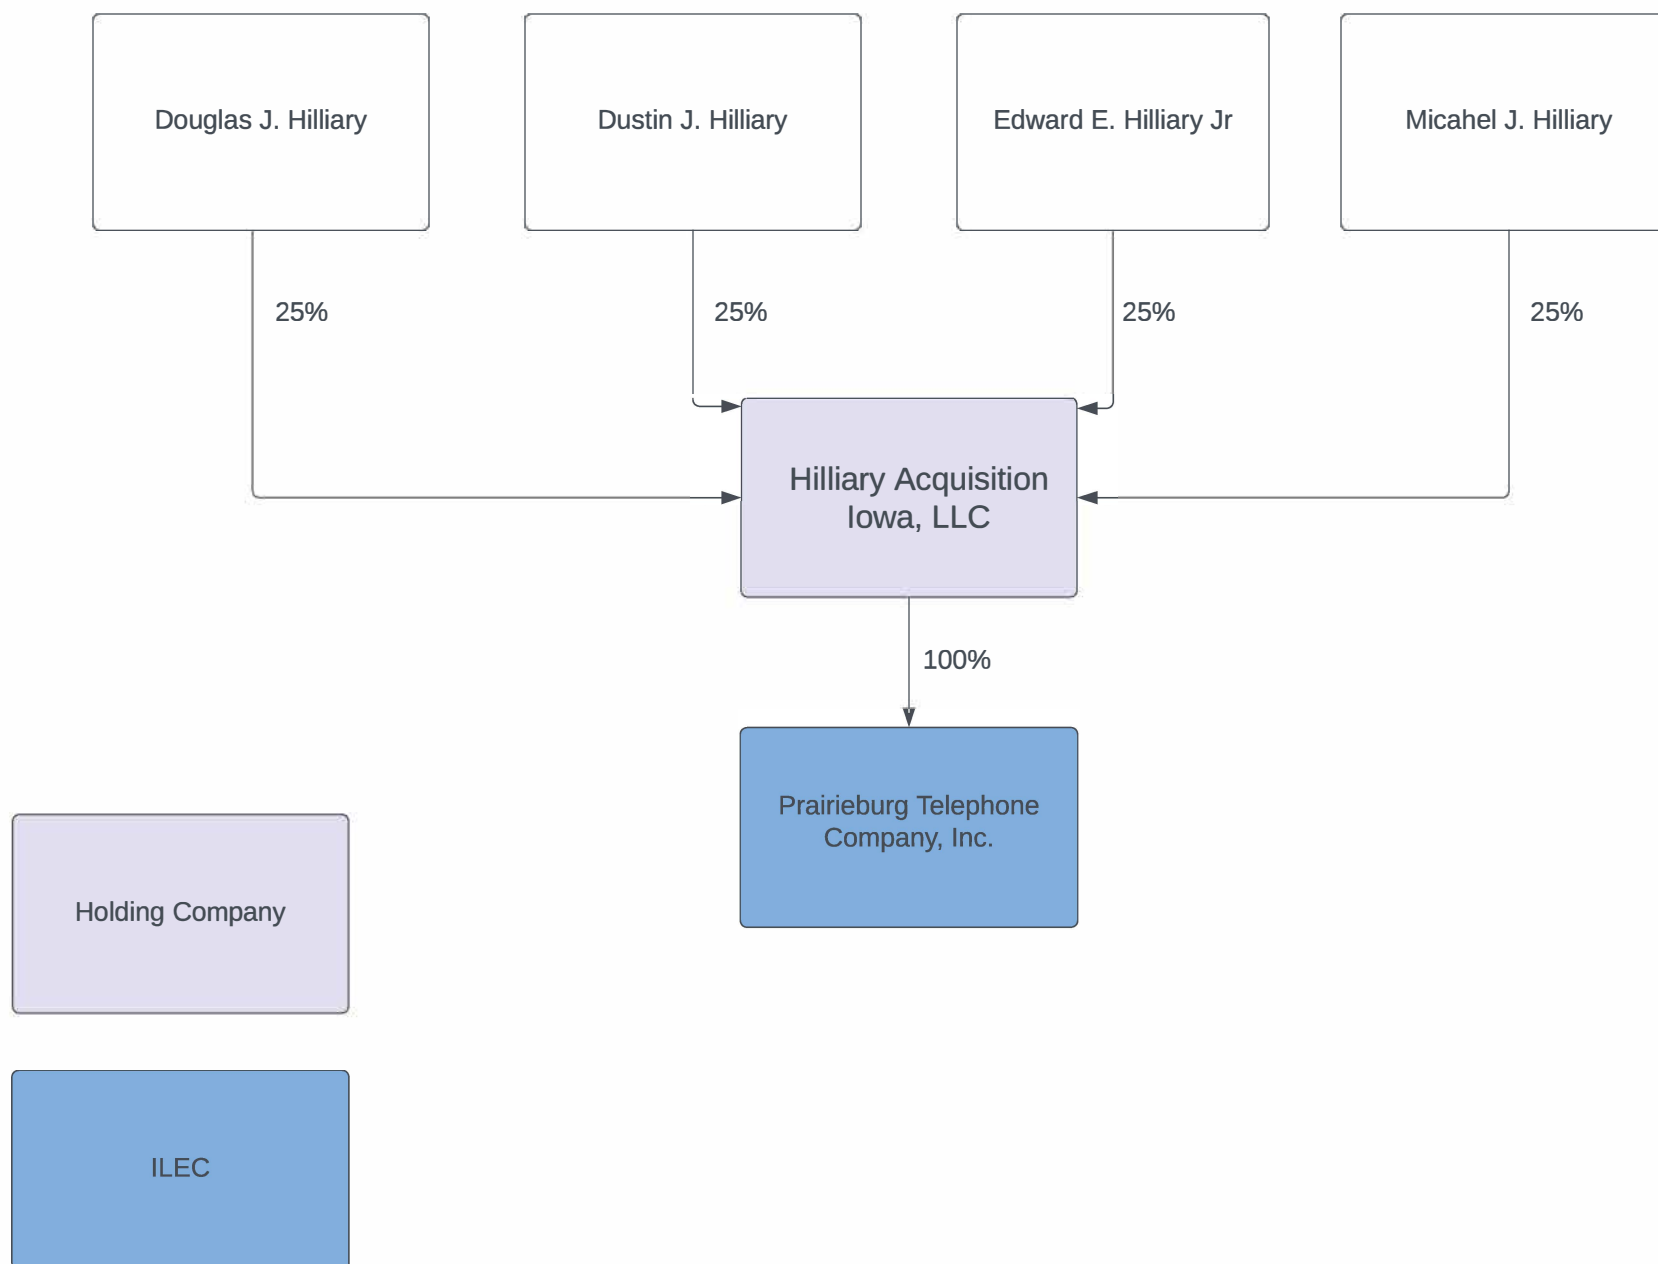 Douglas J. Hilliary
Dustin J. Hilliary
Edward E. Hilliary Jr
Micahel J. Hilliary
25%
25%
25%
25%
Hilliary Acquisition
Iowa, LLC
100%
Prairieburg Telephone
Company, Inc.
Holding Company
ILEC